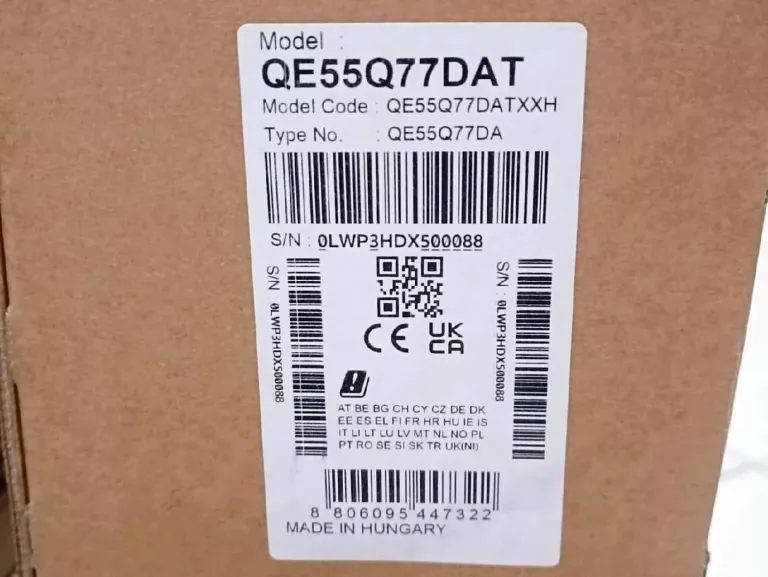 Model :
QE55Q77DAT
Model Code : QE55Q77DATXXH
Type No. : QE55Q77DA
S/N : 0LWP3HDX500088
S/N : 0LWP3HDX500088
S/N : 0LWP3HDX500088
CE UK CA
AT BE BG CH CY CZ DE DK
EE ES EL FI FR HR HU IE IS
IT LI LT LU LV MT NL NO PL
PT RO SE SI SK TR UK(NI)
8 806095 447322
MADE IN HUNGARY